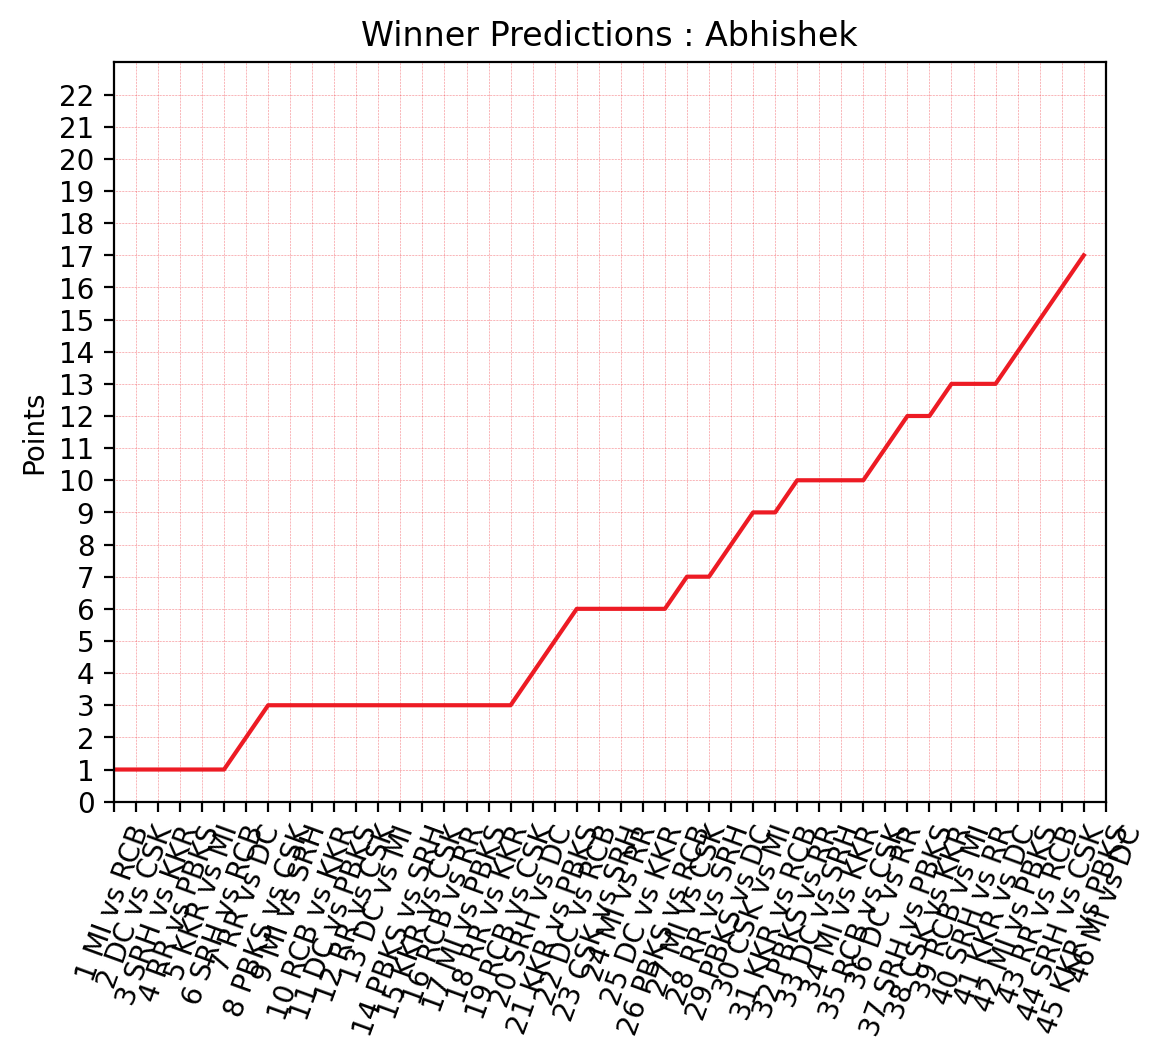 Winner Predictions : Abhishek
Points
22
21
20
19
18
17
16
15
14
13
12
11
10
9
8
7
6
5
4
3
2
1
0
1 MI vs RCB
2 DC vs CSK
3 SRH vs KKR
4 RR vs PBKS
5 KKR vs MI
6 SRH vs RCB
7 RR vs DC
8 PBKS vs CSK
9 MI vs SRH
10 RCB vs KKR
11 DC vs PBKS
12 RR vs CSK
13 DC vs MI
14 PBKS vs SRH
15 KKR vs CSK
16 RCB vs RR
17 MI vs PBKS
18 RR vs KKR
19 RCB vs CSK
20 SRH vs DC
21 KKR vs PBKS
22 DC vs RCB
23 CSK vs SRH
24 MI vs RR
25 DC vs KKR
26 PBKS vs RCB
27 MI vs CSK
28 RR vs SRH
29 PBKS vs DC
30 CSK vs MI
31 KKR vs RCB
32 PBKS vs RR
33 DC vs SRH
34 MI vs KKR
35 RCB vs CSK
36 DC vs RR
37 SRH vs PBKS
38 CSK vs KKR
39 RCB vs MI
40 SRH vs RR
41 KKR vs DC
42 MI vs PBKS
43 RR vs RCB
44 SRH vs CSK
45 KKR vs PBKS
46 MI vs DC